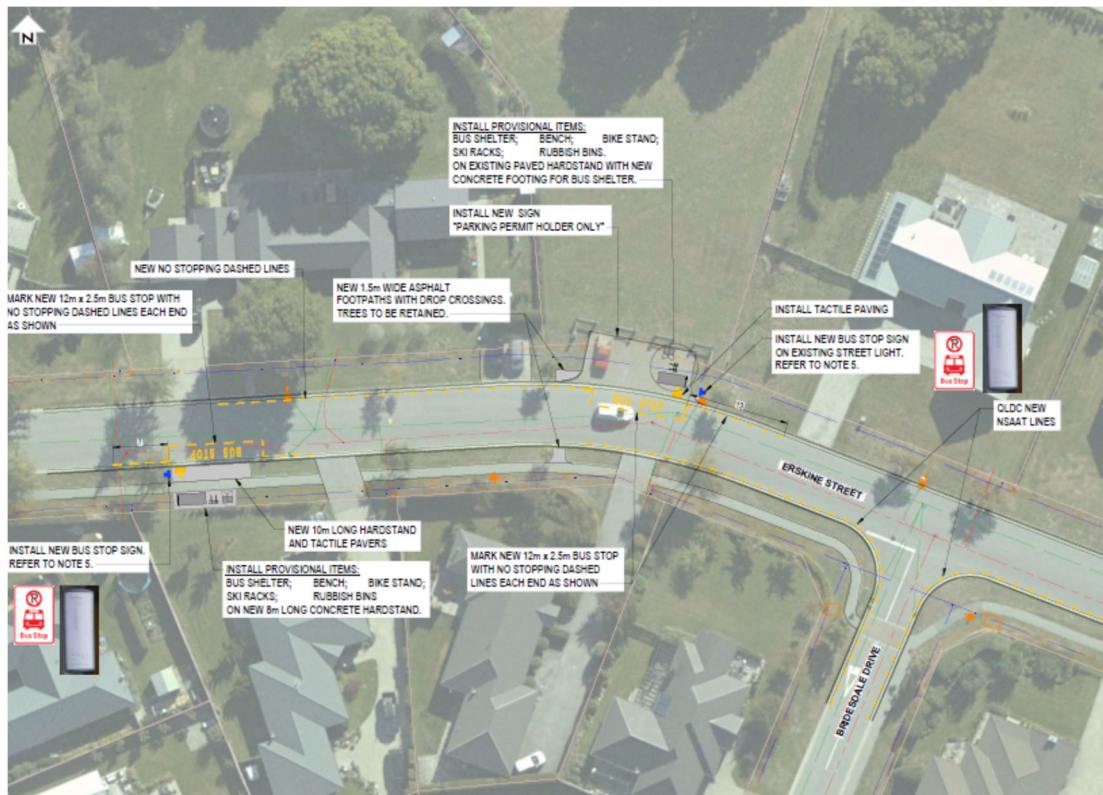 N
INSTALL PROVISIONAL ITEMS:
BUS SHELTER; BENCH; BIKE STAND;
SKI RACKS; RUBBISH BINS.
ON EXISTING PAVED HARDSTAND WITH NEW
CONCRETE FOOTING FOR BUS SHELTER.
INSTALL NEW SIGN
"PARKING PERMIT HOLDER ONLY"
NEW NO STOPPING DASHED LINES
MARK NEW 12m x 2.5m BUS STOP WITH
NO STOPPING DASHED LINES EACH END
AS SHOWN
NEW 1.5m WIDE ASPHALT
FOOTPATHS WITH DROP CROSSINGS.
TREES TO BE RETAINED.
INSTALL TACTILE PAVING
INSTALL NEW BUS STOP SIGN
ON EXISTING STREET LIGHT.
REFER TO NOTE 5.
P
Bus Stop
QLDC NEW
NSAAT LINES
BUS STOP
13
BUS STOP
ERSKINE STREET
NEW 10m LONG HARDSTAND
AND TACTILE PAVERS
MARK NEW 12m x 2.5m BUS STOP
WITH NO STOPPING DASHED
LINES EACH END AS SHOWN
INSTALL NEW BUS STOP SIGN.
REFER TO NOTE 5.
INSTALL PROVISIONAL ITEMS:
BUS SHELTER; BENCH; BIKE STAND;
SKI RACKS; RUBBISH BINS
ON NEW 8m LONG CONCRETE HARDSTAND.
P
Bus Stop
BRIDESDALE DRIVE